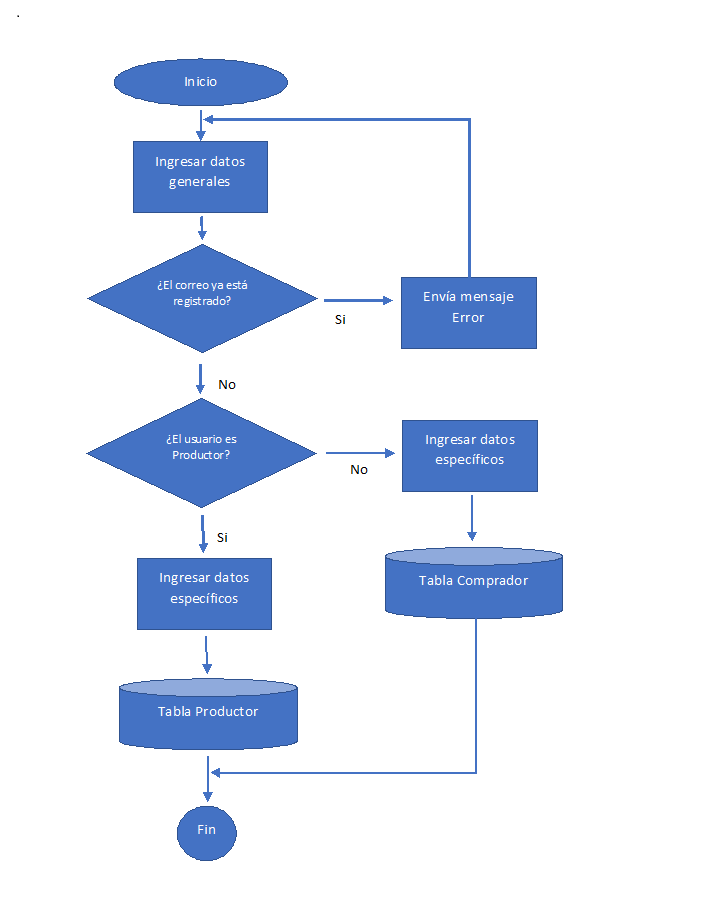 .
Inicio
Ingresar datos
generales
¿El correo ya está
registrado?
Si
Envía mensaje
Error
No
¿El usuario es
Productor?
No
Ingresar datos
específicos
Si
Ingresar datos
específicos
Tabla Comprador
Tabla Productor
Fin